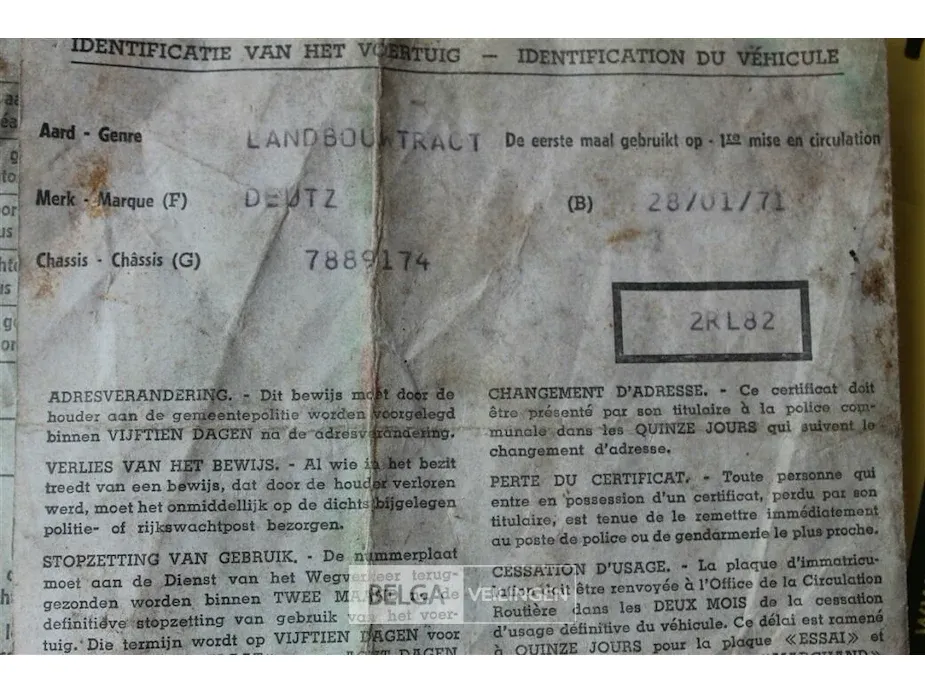 IDENTIFICATIE VAN HET VOERTUIG — IDENTIFICATION DU VÉHICULE
Aard - Genre LANDBOUWTRACT De eerste maal gebruikt op - 1re mise en circulation
Merk - Marque (F) DEUTZ (B) 28/01/71
Chassis - Châssis (G) 7889174
2RL82
ADRESVERANDERING. - Dit bewijs moet door de
houder aan de gemeentepolitie worden voorgelegd
binnen VIJFTIEN DAGEN na de adresverandering.
VERLIES VAN HET BEWIJS. - Al wie in het bezit
treedt van een bewijs, dat door de houder verloren
werd, moet het onmiddellijk op de dichts bijgelegen
politie- of rijkswachtpost bezorgen.
STOPZETTING VAN GEBRUIK. - De nummerplaat
moet aan de Dienst van het Wegverkeer terug-
gezonden worden binnen TWEE MAAND na de
definitieve stopzetting van gebruik van het voer-
tuig. Die termijn wordt op VIJFTIEN DAGEN voor
CHANGEMENT D'ADRESSE. - Ce certificat doit
être présenté par son titulaire à la police com-
munale dans les QUINZE JOURS qui suivent le
changement d'adresse.
PERTE DU CERTIFICAT. - Toute personne qui
entre en possession d'un certificat, perdu par son
titulaire, est tenue de le remettre immédiatement
au poste de police ou de gendarmerie le plus proche.
CESSATION D'USAGE. - La plaque d'immatricu-
lation doit être renvoyée à l'Office de la Circulation
Routière dans les DEUX MOIS de la cessation
d'usage définitive du véhicule. Ce délai est ramené
à QUINZE JOURS pour la plaque «ESSAI» et
BELGA VEILINGEN